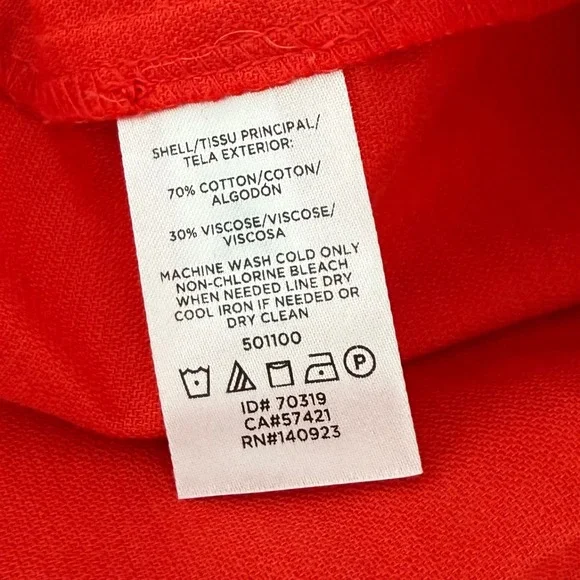 SHELL/TISSU PRINCIPAL/
TELA EXTERIOR:
70% COTTON/COTON/
ALGODÓN
30% VISCOSE/VISCOSE/
VISCOSA
MACHINE WASH COLD ONLY
NON-CHLORINE BLEACH
WHEN NEEDED LINE DRY
COOL IRON IF NEEDED OR
DRY CLEAN
501100
P
ID# 70319
CA#57421
RN#140923